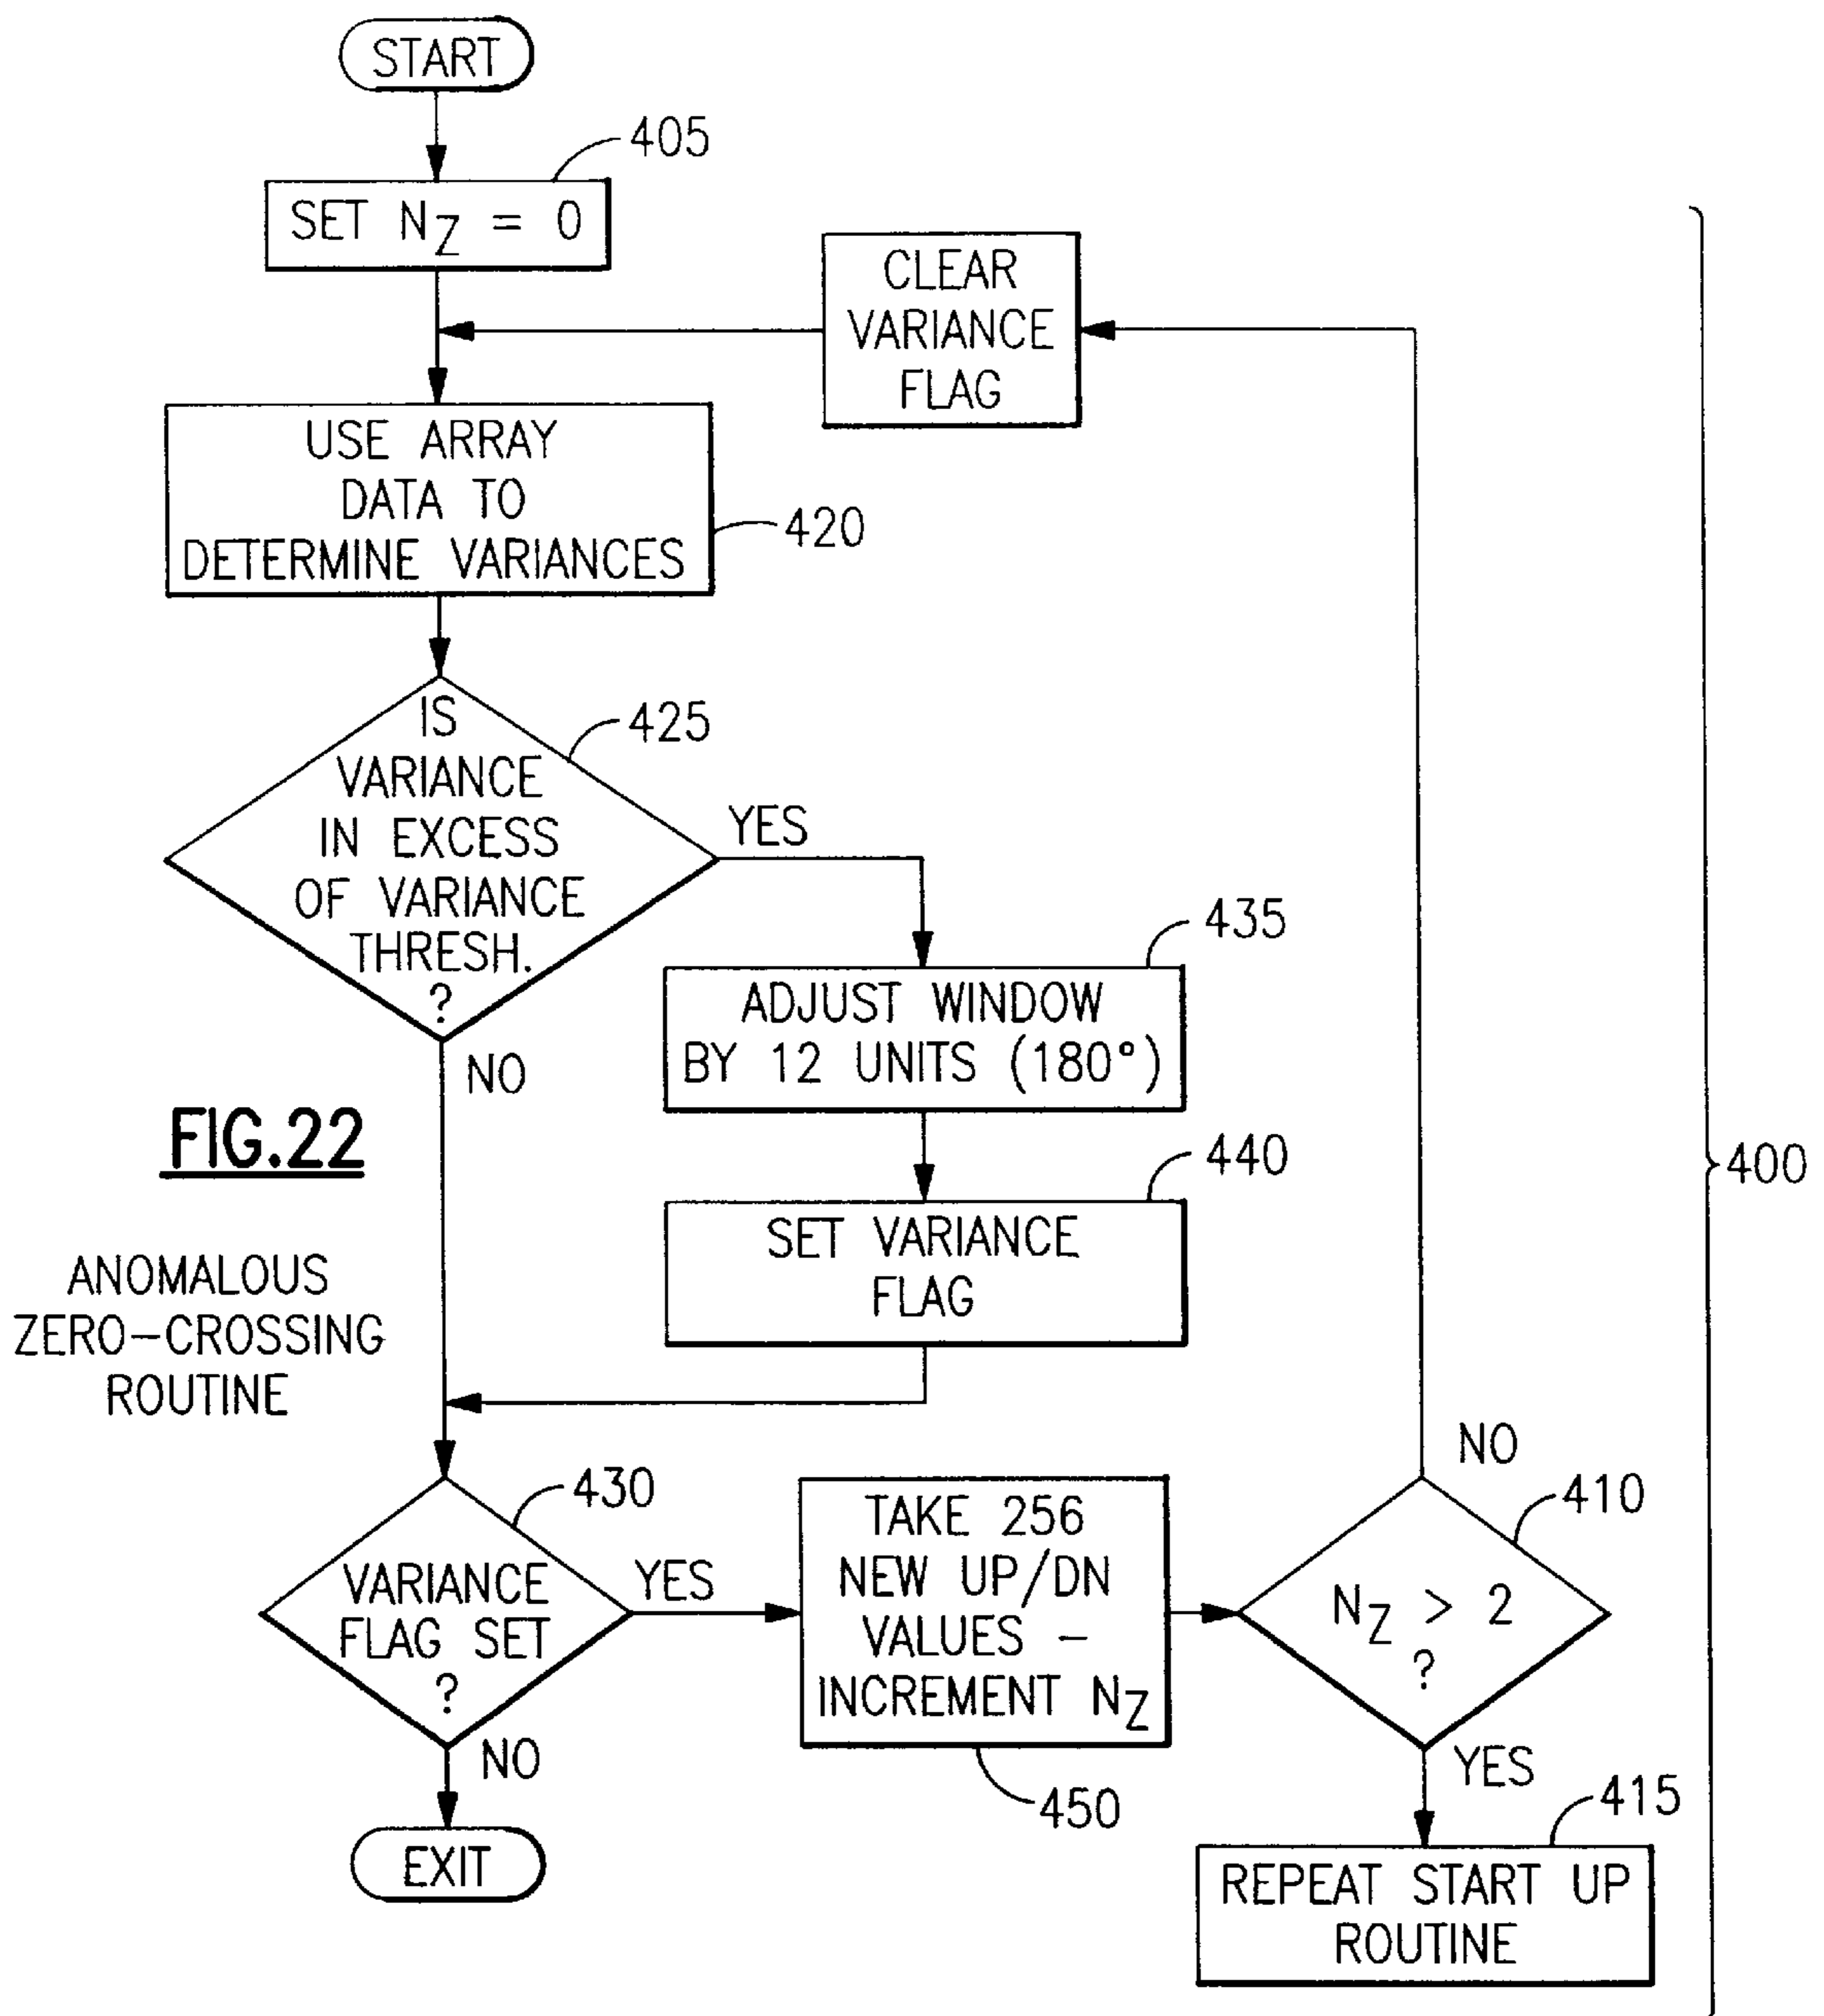 START
405
SET NZ = 0
CLEAR
VARIANCE
FLAG
USE ARRAY
DATA TO
DETERMINE VARIANCES
420
IS
VARIANCE
IN EXCESS
OF VARIANCE
THRESH.
?
425
YES
NO
435
ADJUST WINDOW
BY 12 UNITS (180°)
FIG.22
440
SET VARIANCE
FLAG
400
ANOMALOUS
ZERO-CROSSING
ROUTINE
430
VARIANCE
FLAG SET
?
YES
NO
TAKE 256
NEW UP/DN
VALUES -
INCREMENT NZ
450
NO
410
NZ > 2
?
YES
415
REPEAT START UP
ROUTINE
EXIT